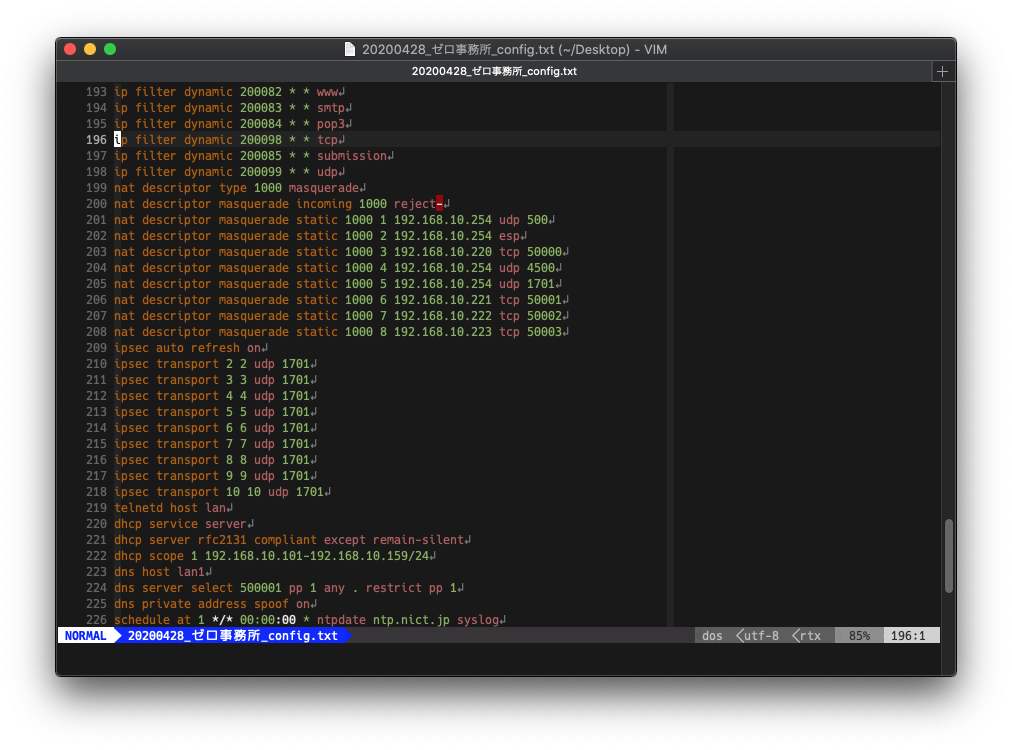 20200428_ゼロ事務所_config.txt (~/Desktop) - VIM
20200428_ゼロ事務所_config.txt
193 ip filter dynamic 200082 * * www↲
194 ip filter dynamic 200083 * * smtp↲
195 ip filter dynamic 200084 * * pop3↲
196 ip filter dynamic 200098 * * tcp↲
197 ip filter dynamic 200085 * * submission↲
198 ip filter dynamic 200099 * * udp↲
199 nat descriptor type 1000 masquerade↲
200 nat descriptor masquerade incoming 1000 reject-↲
201 nat descriptor masquerade static 1000 1 192.168.10.254 udp 500↲
202 nat descriptor masquerade static 1000 2 192.168.10.254 esp↲
203 nat descriptor masquerade static 1000 3 192.168.10.220 tcp 50000↲
204 nat descriptor masquerade static 1000 4 192.168.10.254 udp 4500↲
205 nat descriptor masquerade static 1000 5 192.168.10.254 udp 1701↲
206 nat descriptor masquerade static 1000 6 192.168.10.221 tcp 50001↲
207 nat descriptor masquerade static 1000 7 192.168.10.222 tcp 50002↲
208 nat descriptor masquerade static 1000 8 192.168.10.223 tcp 50003↲
209 ipsec auto refresh on↲
210 ipsec transport 2 2 udp 1701↲
211 ipsec transport 3 3 udp 1701↲
212 ipsec transport 4 4 udp 1701↲
213 ipsec transport 5 5 udp 1701↲
214 ipsec transport 6 6 udp 1701↲
215 ipsec transport 7 7 udp 1701↲
216 ipsec transport 8 8 udp 1701↲
217 ipsec transport 9 9 udp 1701↲
218 ipsec transport 10 10 udp 1701↲
219 telnetd host lan↲
220 dhcp service server↲
221 dhcp server rfc2131 compliant except remain-silent↲
222 dhcp scope 1 192.168.10.101-192.168.10.159/24↲
223 dns host lan1↲
224 dns server select 500001 pp 1 any . restrict pp 1↲
225 dns private address spoof on↲
226 schedule at 1 */* 00:00:00 * ntpdate ntp.nict.jp syslog↲
NORMAL 20200428_ゼロ事務所_config.txt dos utf-8 rtx 85% 196:1